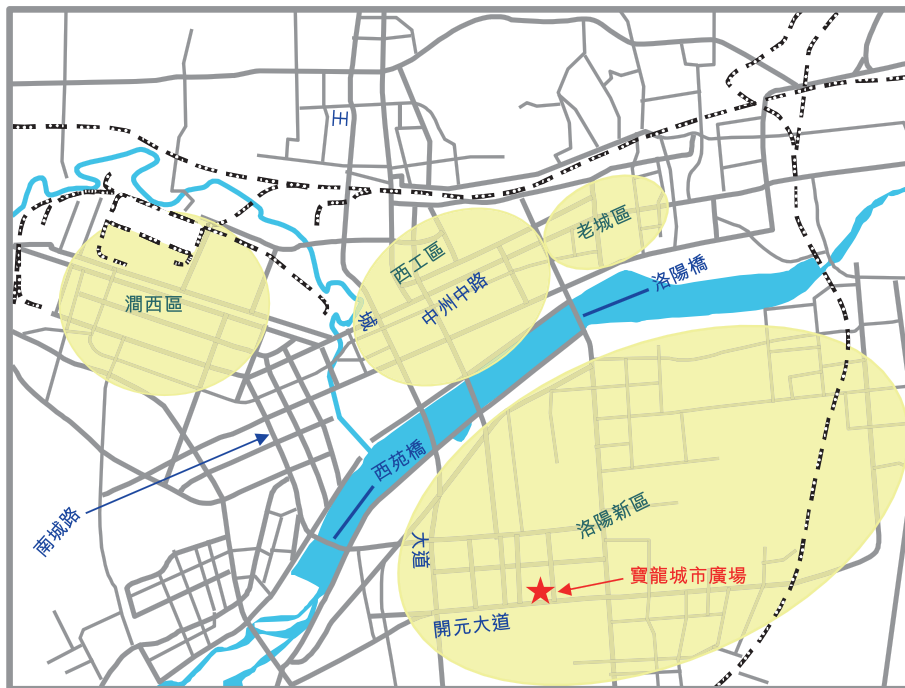 王
老城區
西工區
洛陽橋
中州中路
澗西區
城
西苑橋
洛陽新區
南城路
大道
寶龍城市廣場
開元大道